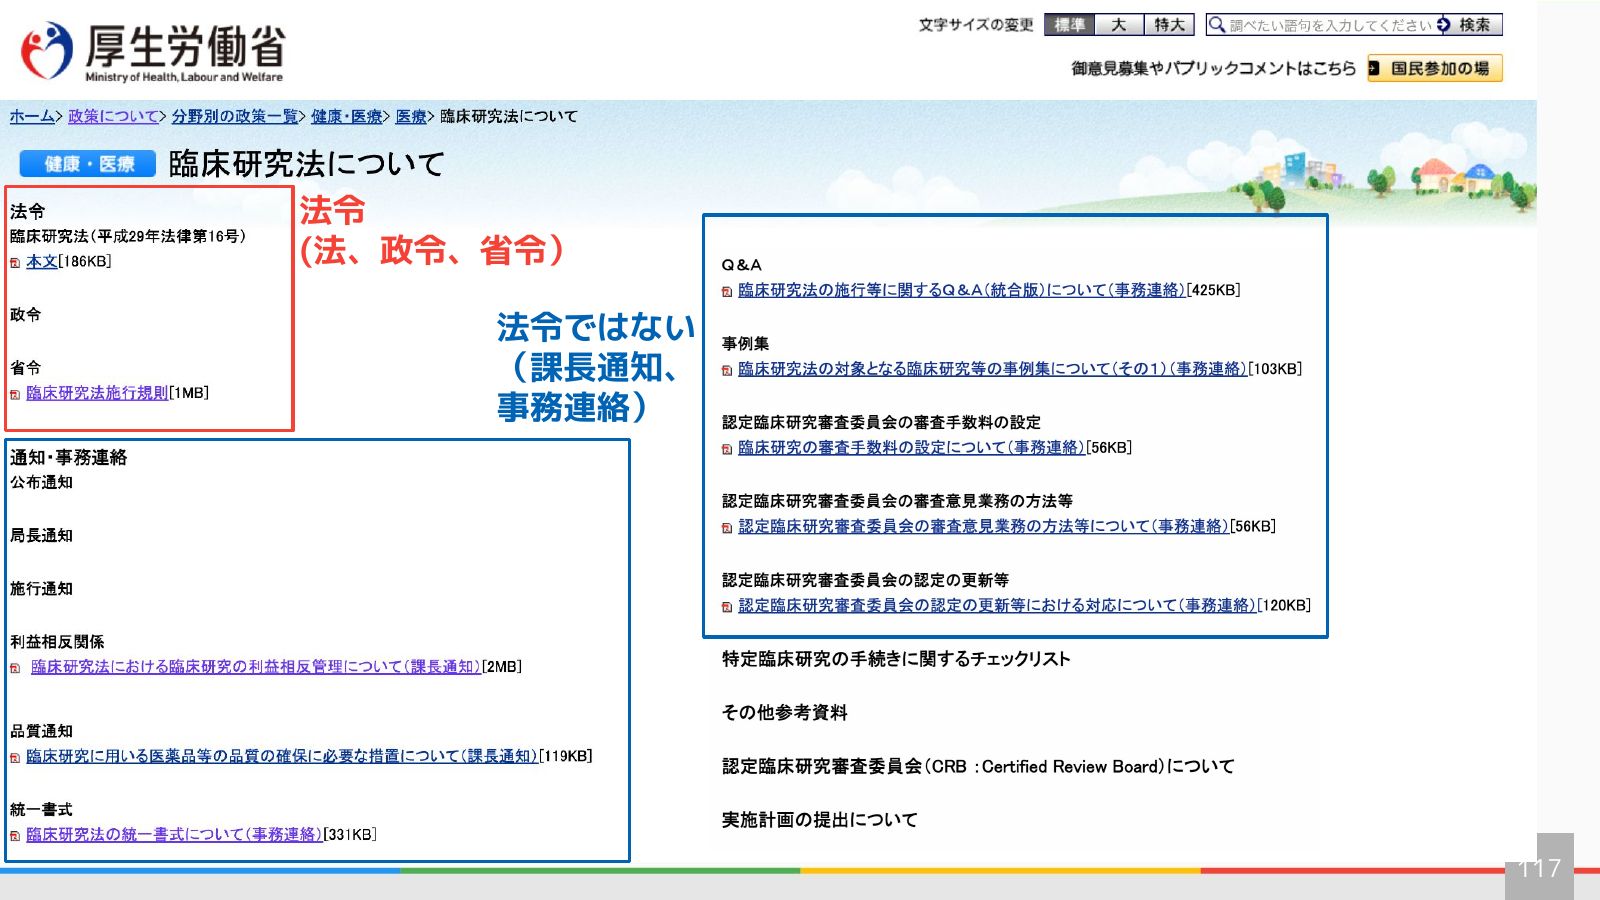 厚生労働省
Ministry of Health, Labour and Welfare
文字サイズの変更 標準 大 特大 調べたい語句を入力してください 検索
御意見募集やパブリックコメントはこちら 国民参加の場
ホーム> 政策について> 分野別の政策一覧> 健康・医療> 医療> 臨床研究法について
健康・医療 臨床研究法について
法令
臨床研究法（平成29年法律第16号）
本文[186KB]
政令
省令
臨床研究法施行規則[1MB]
法令
(法、政令、省令）
法令ではない
（課長通知、
事務連絡）
通知・事務連絡
公布通知
局長通知
施行通知
利益相反関係
臨床研究法における臨床研究の利益相反管理について（課長通知）[2MB]
品質通知
臨床研究に用いる医薬品等の品質の確保に必要な措置について（課長通知）[119KB]
統一書式
臨床研究法の統一書式について（事務連絡）[331KB]
Ｑ＆Ａ
臨床研究法の施行等に関するＱ＆Ａ（統合版）について（事務連絡）[425KB]
事例集
臨床研究法の対象となる臨床研究等の事例集について（その１）（事務連絡）[103KB]
認定臨床研究審査委員会の審査手数料の設定
臨床研究の審査手数料の設定について（事務連絡）[56KB]
認定臨床研究審査委員会の審査意見業務の方法等
認定臨床研究審査委員会の審査意見業務の方法等について（事務連絡）[56KB]
認定臨床研究審査委員会の認定の更新等
認定臨床研究審査委員会の認定の更新等における対応について（事務連絡）[120KB]
特定臨床研究の手続きに関するチェックリスト
その他参考資料
認定臨床研究審査委員会（CRB ：Certified Review Board）について
実施計画の提出について
117